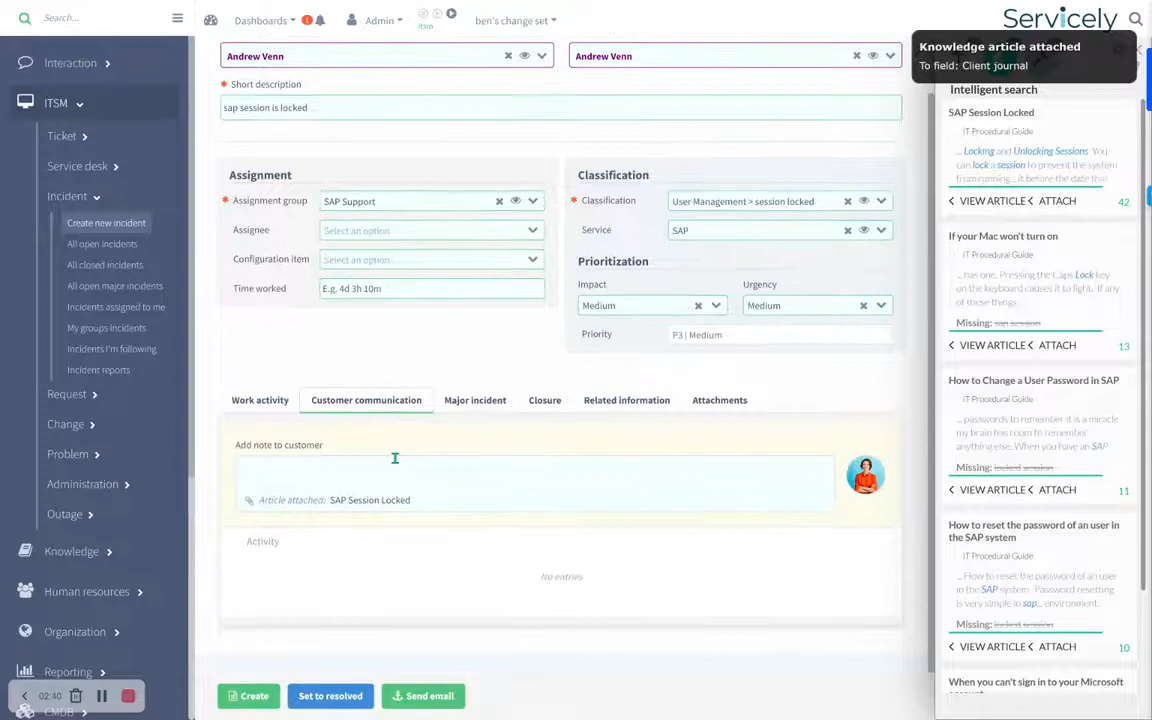 Search...
Dashboards
1
Admin
itsm
ben's change set
Servicely
Knowledge article attached
To field: Client journal
Interaction
ITSM
Ticket
Service desk
Incident
Create new incident
All open incidents
All closed incidents
All open major incidents
Incidents assigned to me
My groups incidents
Incidents I'm following
Incident reports
Request
Change
Problem
Administration
Outage
Knowledge
Human resources
Organization
Reporting
CMDB
02:40
Andrew Venn
Andrew Venn
* Short description
sap session is locked
Assignment
* Assignment group
SAP Support
Assignee
Select an option
Configuration item
Select an option
Time worked
E.g. 4d 3h 10m
Classification
* Classification
User Management > session locked
Service
SAP
Prioritization
Impact
Urgency
Medium
Medium
Priority
P3 | Medium
Work activity
Customer communication
Major incident
Closure
Related information
Attachments
Add note to customer
Article attached: SAP Session Locked
Activity
No entries
Create
Set to resolved
Send email
Intelligent search
SAP Session Locked
IT Procedural Guide
... Locking and Unlocking Sessions You
can lock a session to prevent the system
from running... it before the date that
VIEW ARTICLE
ATTACH
42
If your Mac won't turn on
IT Procedural Guide
... has one, Pressing the Caps Lock key
on the keyboard causes it to light. If any
of these things
Missing: sap session
VIEW ARTICLE
ATTACH
13
How to Change a User Password in SAP
IT Procedural Guide
... passwords to remember it is a miracle
my brain has room to remember
anything. When you have an SAP
Missing: locked session
VIEW ARTICLE
ATTACH
11
How to reset the password of an user in
the SAP system
IT Procedural Guide
... How to reset the password of an user
in the SAP system Password resetting
is very simple in sap... environment.
Missing: locked session
VIEW ARTICLE
ATTACH
10
When you can't sign in to your Microsoft